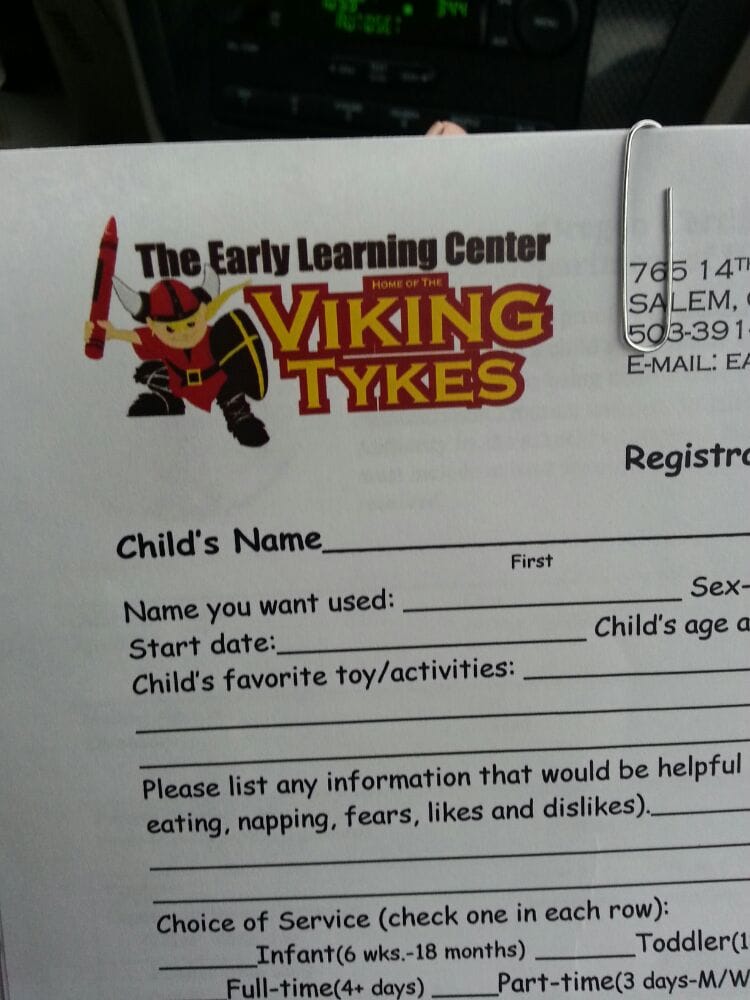 The Early Learning Center
HOME OF THE
VIKING
TYKES
765 14TH
SALEM,
503-391-
E-MAIL: EA
Registra
Child's Name
First
Name you want used: Sex-
Start date: Child's age a
Child's favorite toy/activities:
Please list any information that would be helpful
eating, napping, fears, likes and dislikes).
Choice of Service (check one in each row):
Infant(6 wks.-18 months) Toddler(1
Full-time(4+ days) Part-time(3 days-M/W